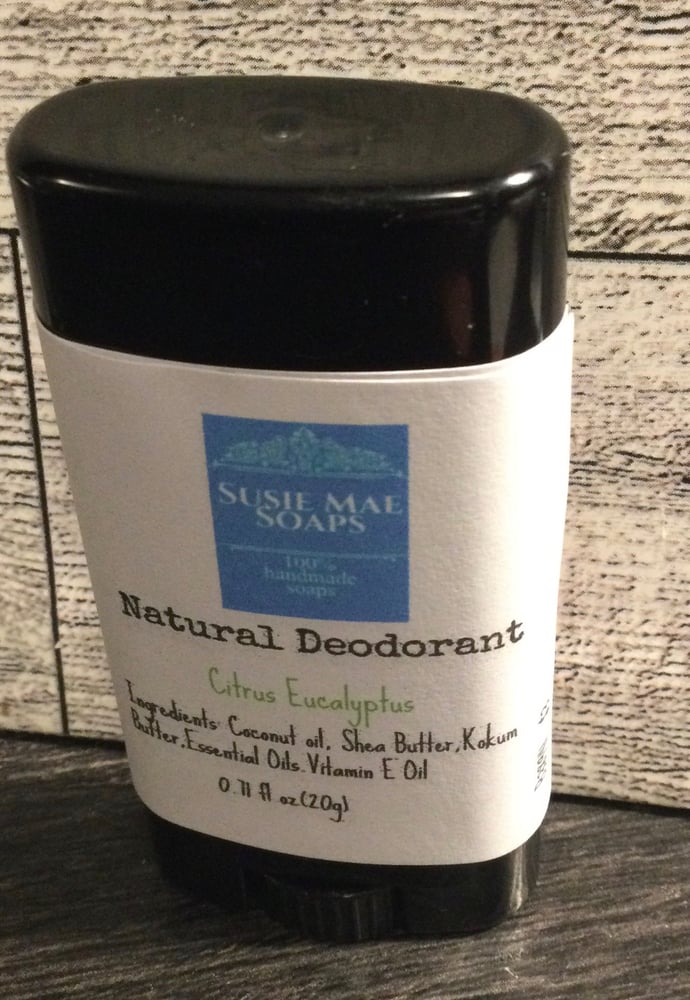 SUSIE MAE
SOAPS
100%
handmade
soaps
Natural Deodorant
Citrus Eucalyptus
Ingredients: Coconut oil, Shea Butter, Kokum
Butter, Essential Oils. Vitamin E Oil
0.71 fl oz (20g)